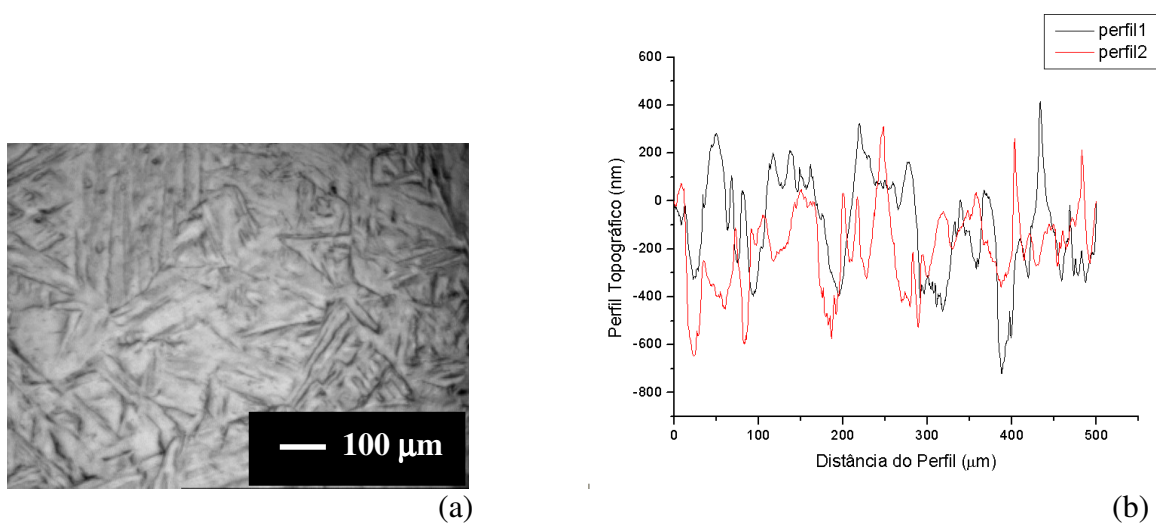 100 μm
(a)
perfil1
perfil2
Perfil Topográfico (nm)
600
400
200
0
-200
-400
-600
-800
0
100
200
300
400
500
Distância do Perfil (μm)
(b)